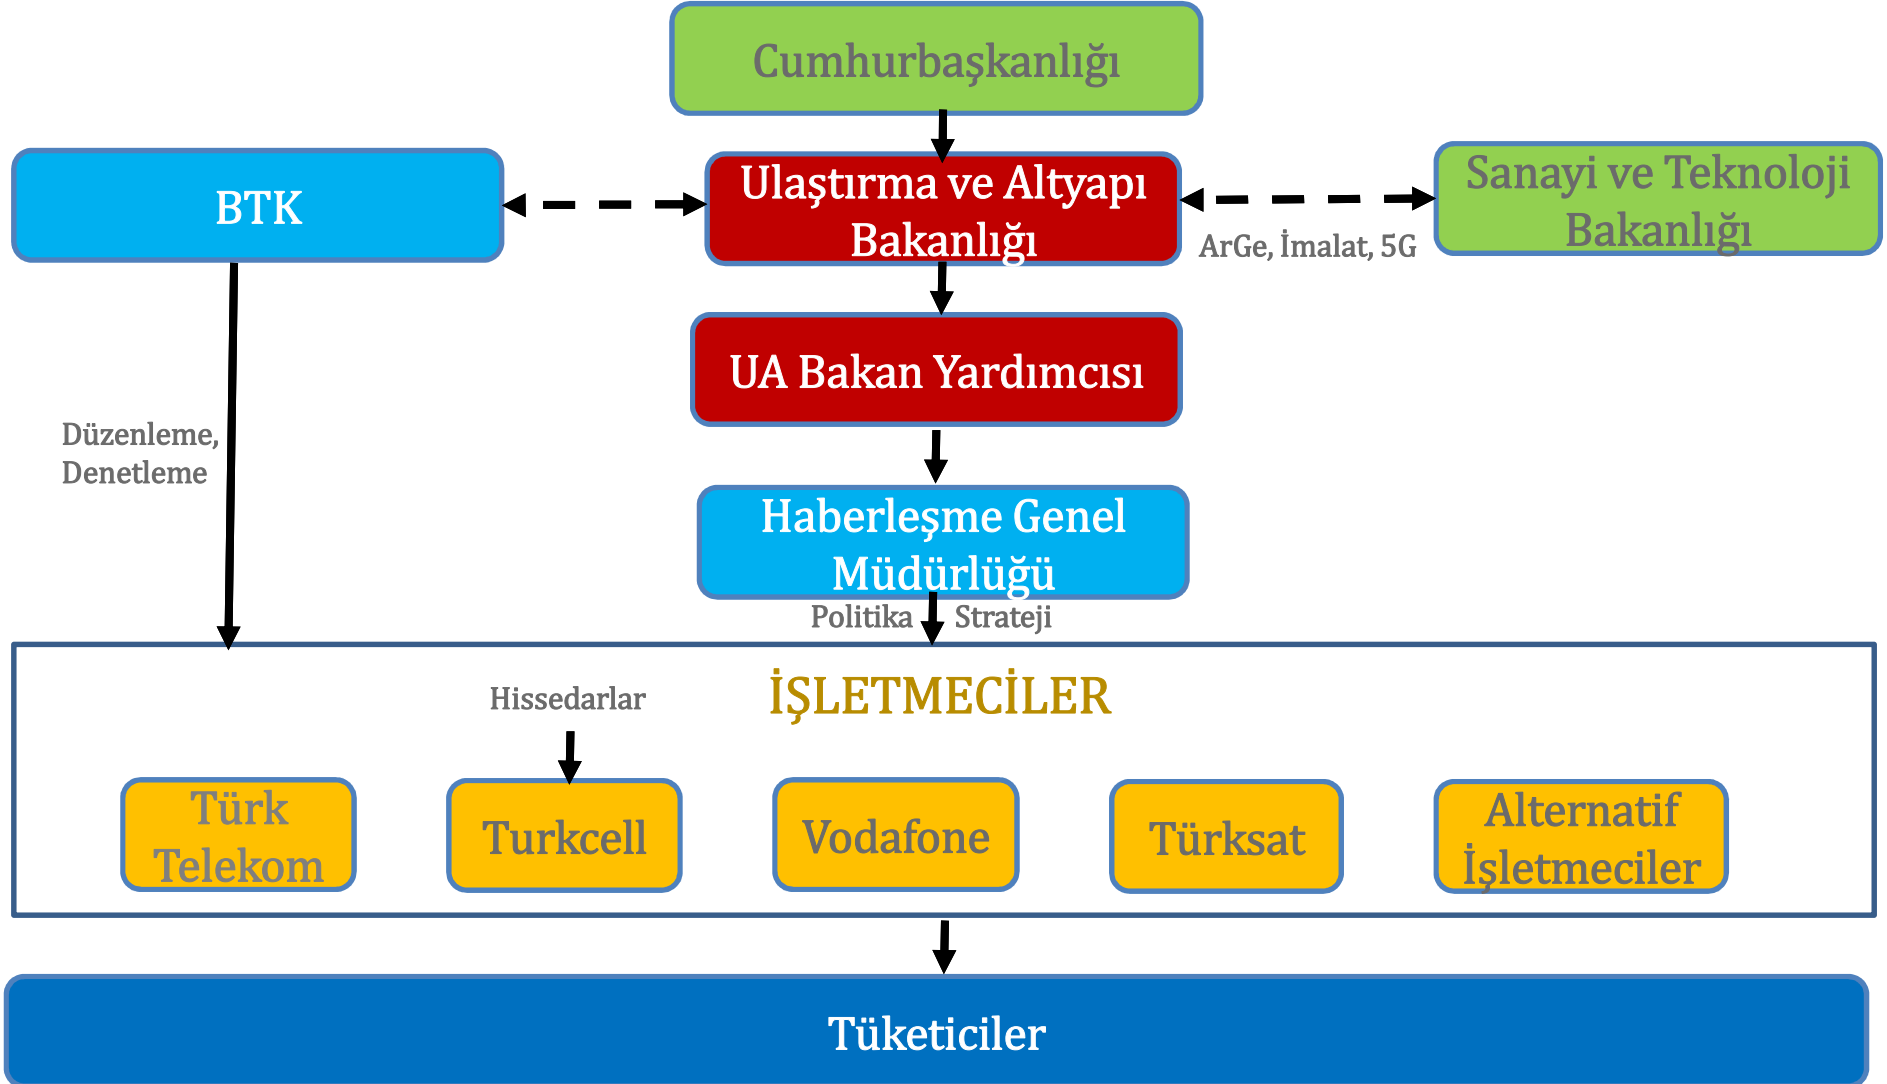 Cumhurbaşkanlığı
BTK
Ulaştırma ve Altyapı
Bakanlığı
ArGe, İmalat, 5G
Sanayi ve Teknoloji
Bakanlığı
UA Bakan Yardımcısı
Düzenleme,
Denetleme
Haberleşme Genel
Müdürlüğü
Politika
Strateji
İŞLETMECİLER
Hissedarlar
Türk
Telekom
Turkcell
Vodafone
Türksat
Alternatif
İşletmeciler
Tüketiciler